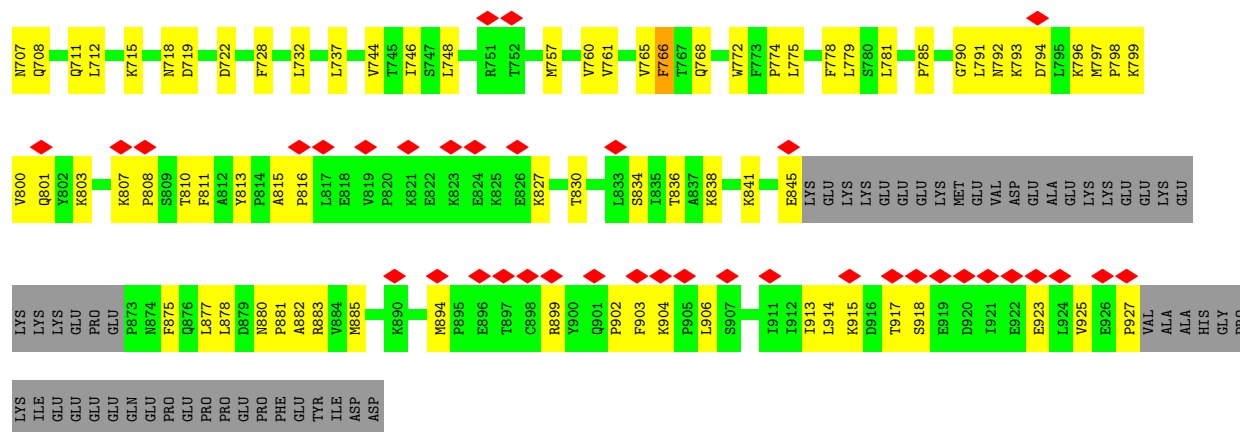 N707 Q708 Q711 L712 K715 N718 D719 D722 F728 L732 L737 V744 T745 I746 S747 L748 R751 T752 M757 V760 V761 V765 F766 T767 Q768 W772 F773 P774 L775 F778 L779 S780 L781 P785 G790 L791 N792 K793 D794 L795 K796 M797 P798 K799
V800 Q801 Y802 K803 K807 P808 S809 T810 F811 A812 Y813 P814 A815 P816 L817 E818 V819 P820 K821 E822 K823 E824 K825 E826 K827 T830 L833 S834 I835 T836 A837 K838 K841 E845 LYS GLU LYS LYS GLU GLU GLU LYS MET GLU VAL ASP GLU ALA GLU LYS LYS GLU GLU LYS GLU
LYS LYS LYS GLU PRO GLU P873 N874 F875 Q876 L877 L878 D879 N880 P881 A882 R883 V884 M885 K890 M894 P895 E896 T897 C898 R899 Y900 Q901 P902 F903 K904 P905 L906 S907 I911 I912 I913 L914 K915 D916 T917 S918 E919 D920 I921 E922 E923 L924 V925 E926 P927 VAL ALA ALA HIS GLY PRO
LYS ILE GLU GLU GLU GLU GLN GLU PRO PRO GLU PRO PRO PHE GLU TYR ILE ASP ASP